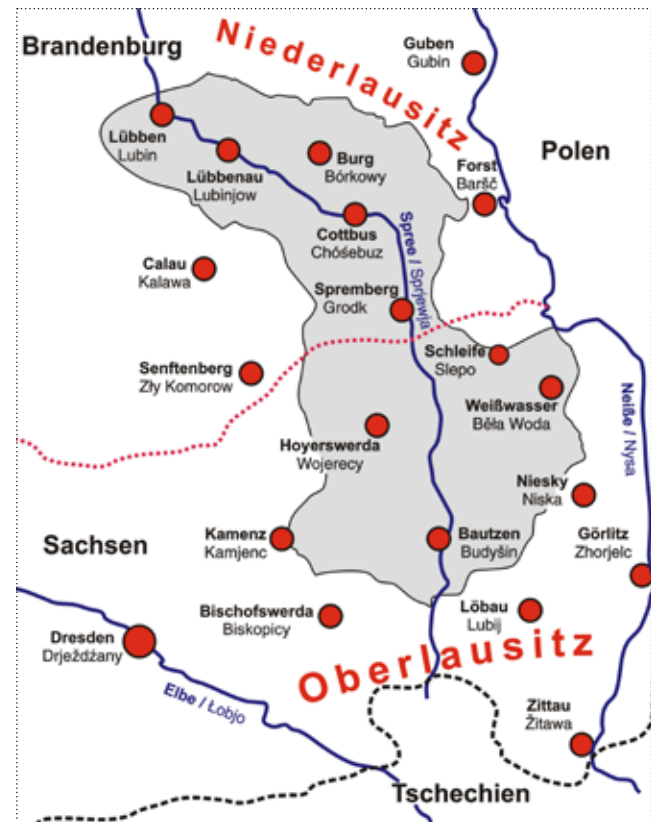 Brandenburg
Niederlausitz
Guben
Gubin
Lübben
Lubin
Lübbenau
Lubinjow
Burg
Bórkowy
Forst
Baršč
Polen
Cottbus
Chóśebuz
Spree / Sprjewja
Calau
Kalawa
Spremberg
Grodk
Schleife
Slepo
Senftenberg
Zły Komorow
Weißwasser
Běła Woda
Neiße / Nysa
Hoyerswerda
Wojerecy
Niesky
Niska
Sachsen
Kamenz
Kamjenc
Bautzen
Budyšin
Görlitz
Zhorjelc
Bischofswerda
Biskopicy
Löbau
Lubij
Dresden
Drježdźany
Oberlausitz
Elbe / Łobjo
Zittau
Žitawa
Tschechien